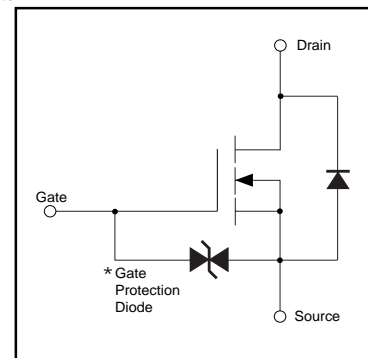 Drain
Gate
* Gate
Protection
Diode
Source